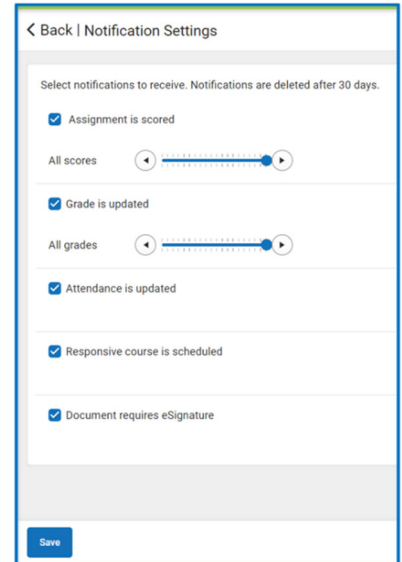 Back | Notification Settings
Select notifications to receive. Notifications are deleted after 30 days.
Assignment is scored
All scores
Grade is updated
All grades
Attendance is updated
Responsive course is scheduled
Document requires eSignature
Save